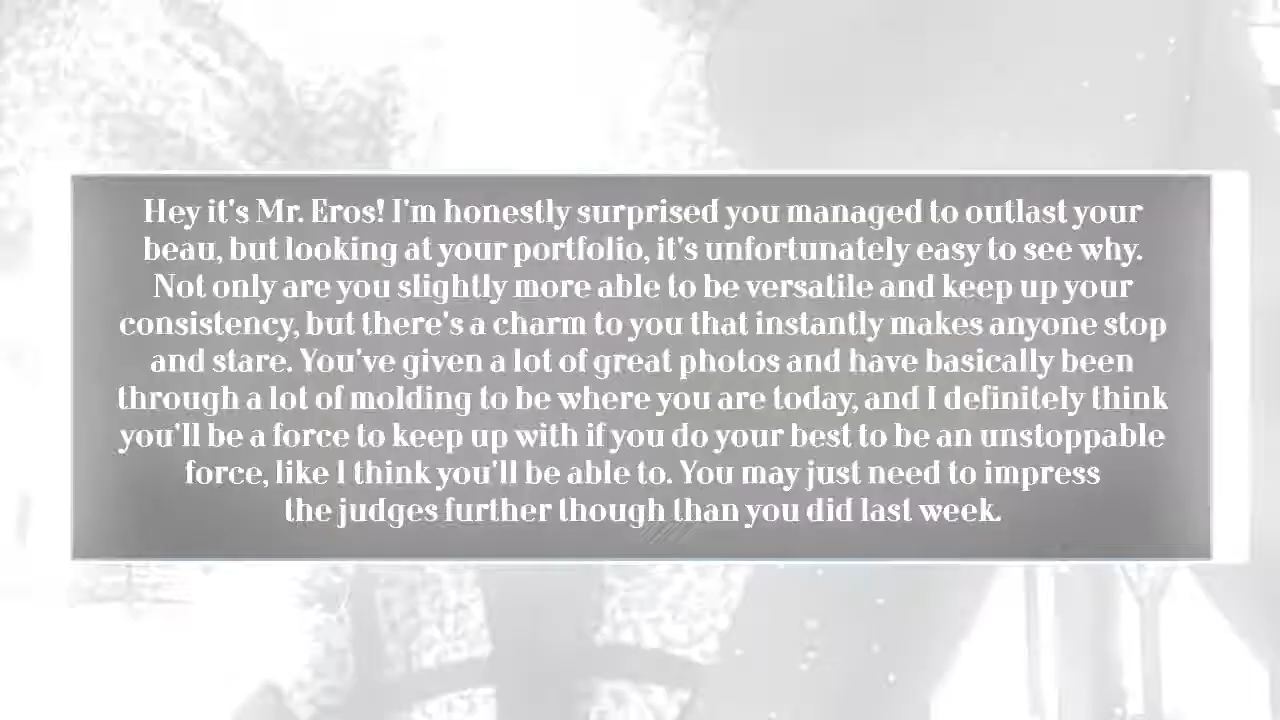 Hey it's Mr. Eros! I'm honestly surprised you managed to outlast your
beau, but looking at your portfolio, it's unfortunately easy to see why.
Not only are you slightly more able to be versatile and keep up your
consistency, but there's a charm to you that instantly makes anyone stop
and stare. You've given a lot of great photos and have basically been
through a lot of molding to be where you are today, and I definitely think
you'll be a force to keep up with if you do your best to be an unstoppable
force, like I think you'll be able to. You may just need to impress
the judges further though than you did last week.